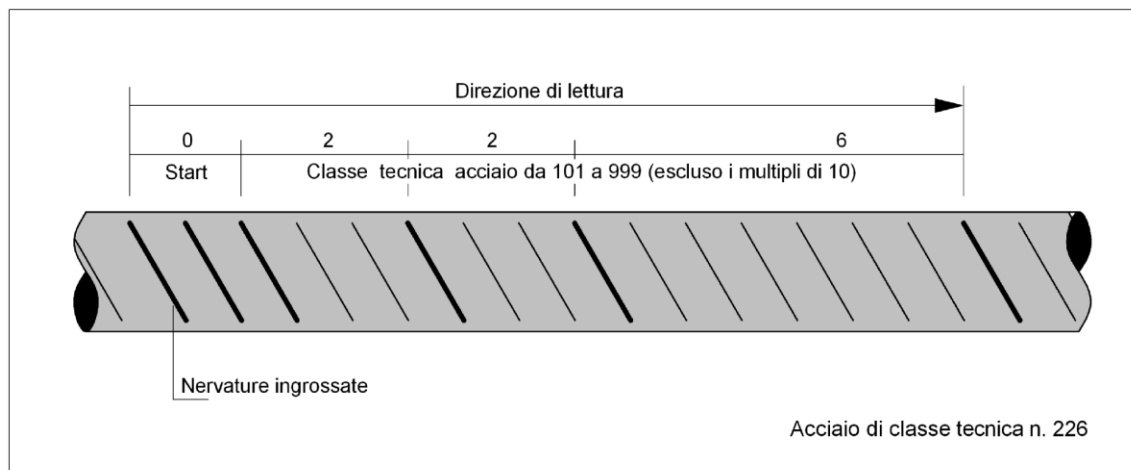 Direzione di lettura
0 2 2 6
Start Classe tecnica acciaio da 101 a 999 (escluso i multipli di 10)
Nervature ingrossate
Acciaio di classe tecnica n. 226